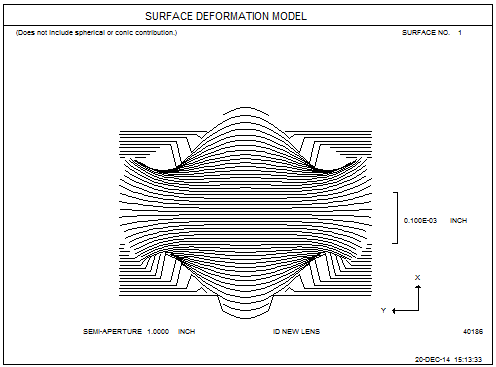 SURFACE DEFORMATION MODEL
(Does not include spherical or conic contribution.) SURFACE NO. 1
0.100E-03 INCH
X
Y
SEMI-APERTURE 1.0000 INCH ID NEW LENS 40186
20-DEC-14 15:13:33